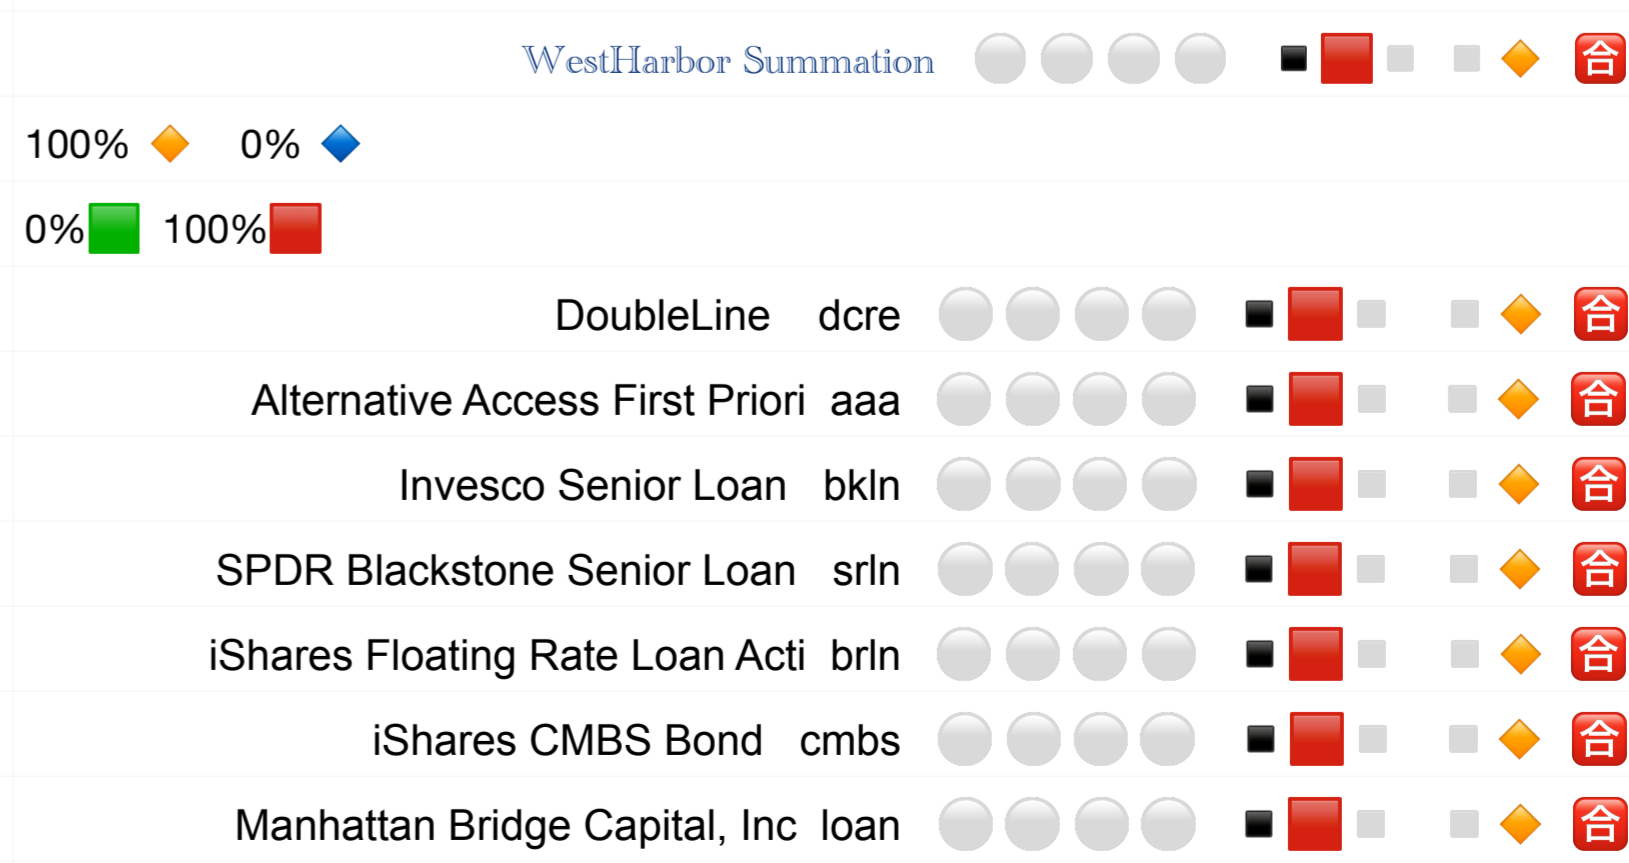 WestHarbor Summation 合
100% 0%
0% 100%
DoubleLine dcre 合
Alternative Access First Priori aaa 合
Invesco Senior Loan bkln 合
SPDR Blackstone Senior Loan srln 合
iShares Floating Rate Loan Acti brln 合
iShares CMBS Bond cmbs 合
Manhattan Bridge Capital, Inc loan 合